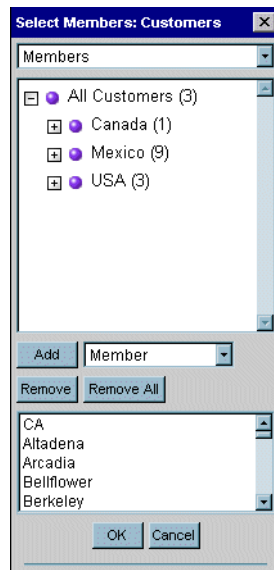 Select Members: Customers
Members
All Customers (3)
Canada (1)
Mexico (9)
USA (3)
Add Member
Remove Remove All
CA
Altadena
Arcadia
Bellflower
Berkeley
OK Cancel